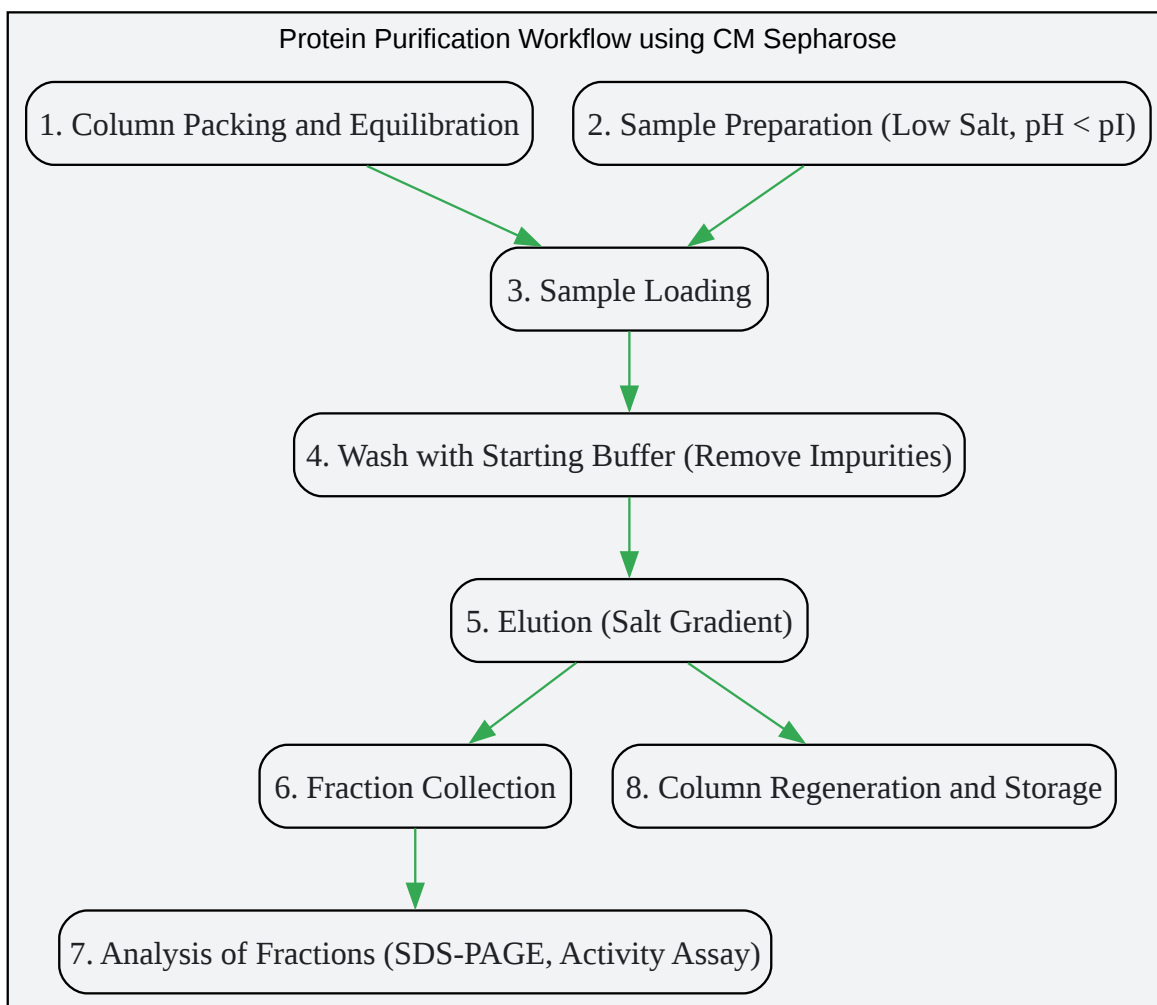 Protein Purification Workflow using CM Sepharose
1. Column Packing and Equilibration
2. Sample Preparation (Low Salt, pH < pI)
3. Sample Loading
4. Wash with Starting Buffer (Remove Impurities)
5. Elution (Salt Gradient)
6. Fraction Collection
8. Column Regeneration and Storage
7. Analysis of Fractions (SDS-PAGE, Activity Assay)